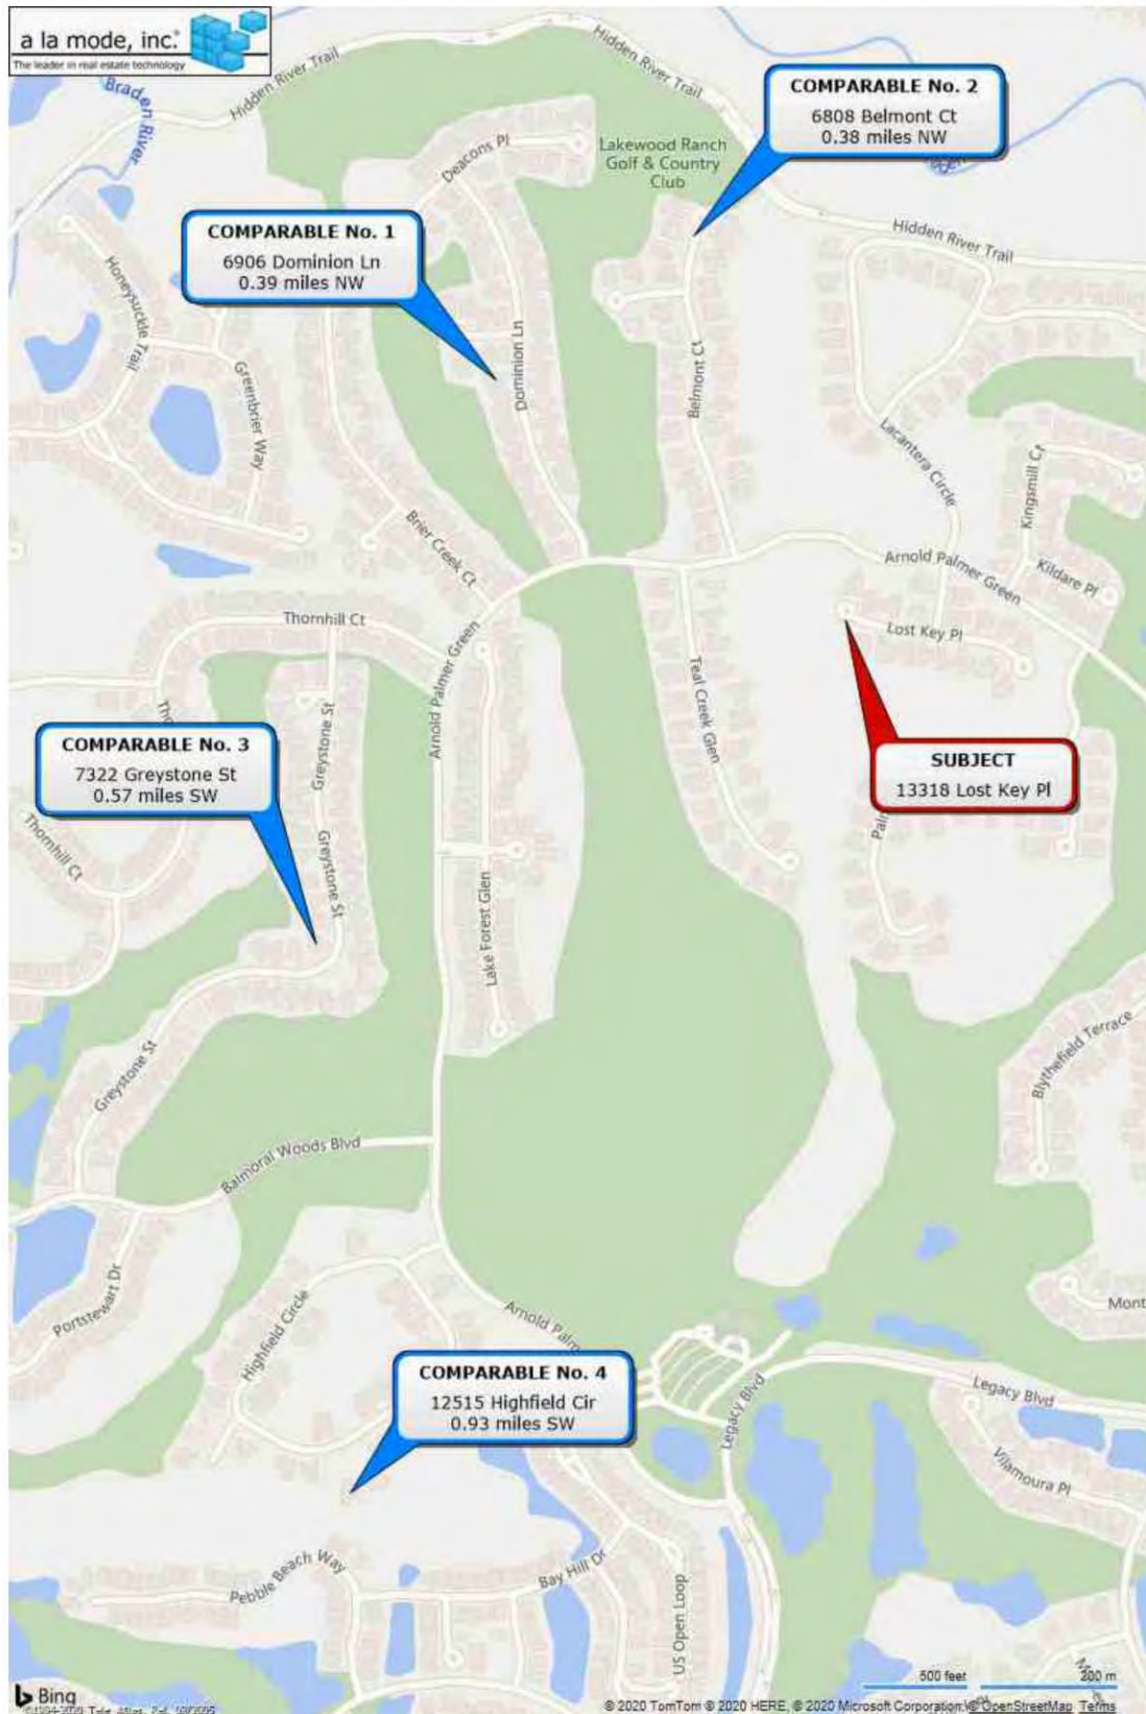 a la mode, inc.
The leader in real estate technology
Braden River
Hidden River Trail
Hidden River Trail
COMPARABLE No. 2
6808 Belmont Ct
0.38 miles NW
Deacons Pl
Lakewood Ranch
Golf & Country
Club
COMPARABLE No. 1
6906 Dominion Ln
0.39 miles NW
Hidden River Trail
Honeysuckle Trail
Greenbrier Way
Dominion Ln
Belmont Ct
Lacantera Circle
Kingsmill Ct
Brier Creek Ct
Arnold Palmer Green
Kildare Pl
Thornhill Ct
Lost Key Pl
Arnold Palmer Green
Teal Creek Glen
Greystone St
COMPARABLE No. 3
7322 Greystone St
0.57 miles SW
SUBJECT
13318 Lost Key Pl
Thornhill Ct
Greystone St
Lake Forest Glen
Blythefield Terrace
Greystone St
Balmoral Woods Blvd
Portstewart Dr
Highfield Circle
Arnold Palm
Mont
COMPARABLE No. 4
12515 Highfield Cir
0.93 miles SW
Legacy Blvd
Legacy Blvd
Vilamoura Pl
Pebble Beach Way
Bay Hill Dr
US Open Loop
500 feet
200 m
Bing
© 2020 TomTom © 2020 HERE, © 2020 Microsoft Corporation, © OpenStreetMap Terms